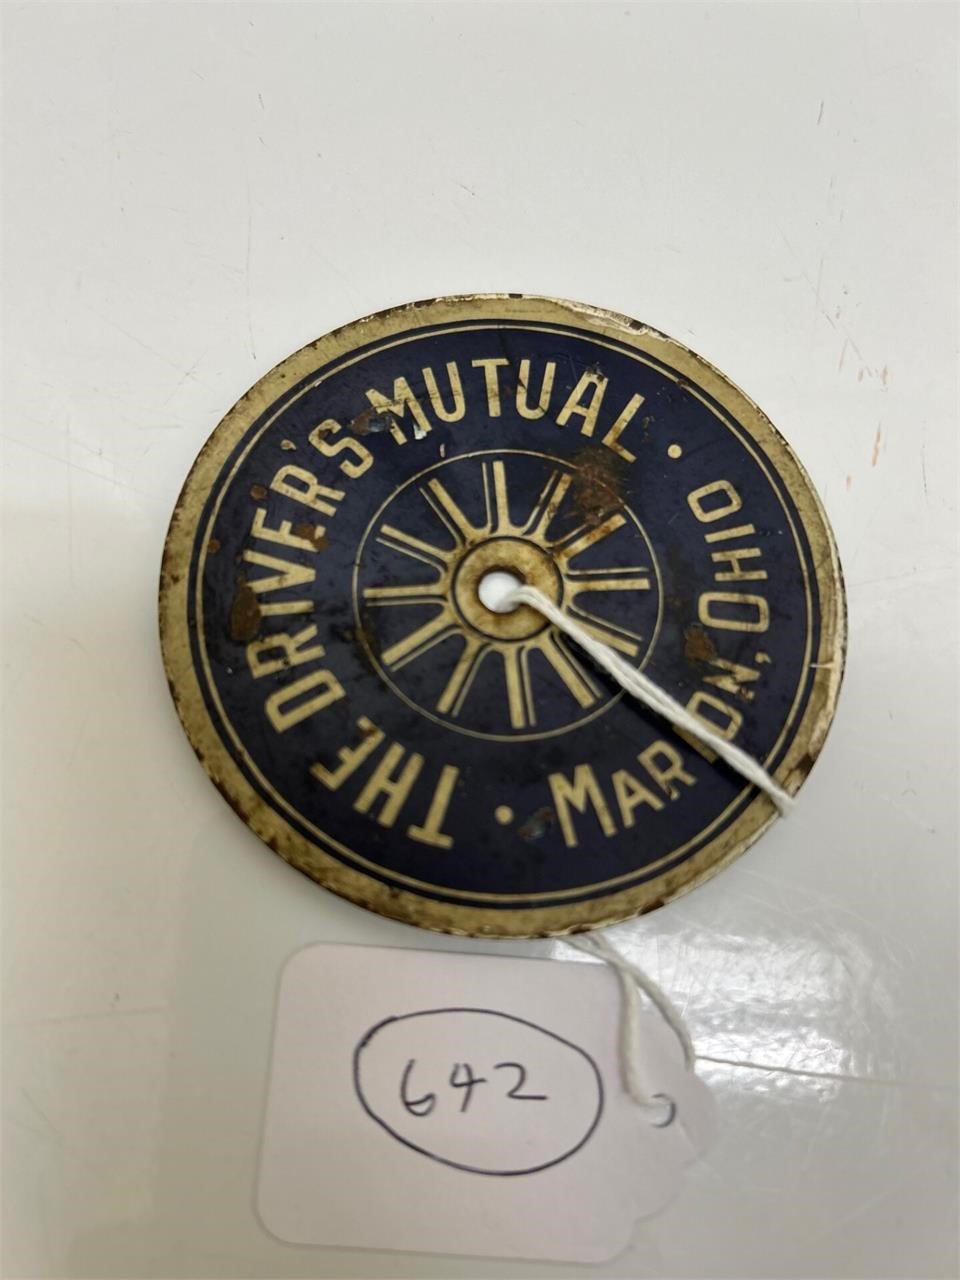 THE DRIVER'S MUTUAL ·
MARION, OHIO ·
642